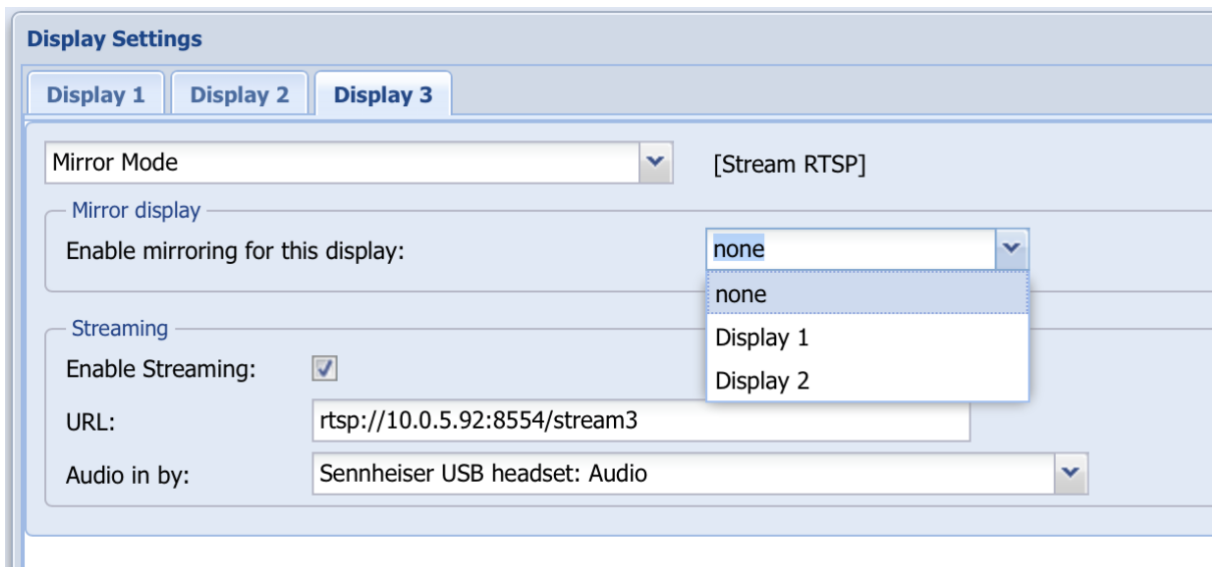 Display Settings
Display 1 Display 2 Display 3
Mirror Mode [Stream RTSP]
Mirror display
Enable mirroring for this display: none
none
Display 1
Display 2
Streaming
Enable Streaming:
URL: rtsp://10.0.5.92:8554/stream3
Audio in by: Sennheiser USB headset: Audio